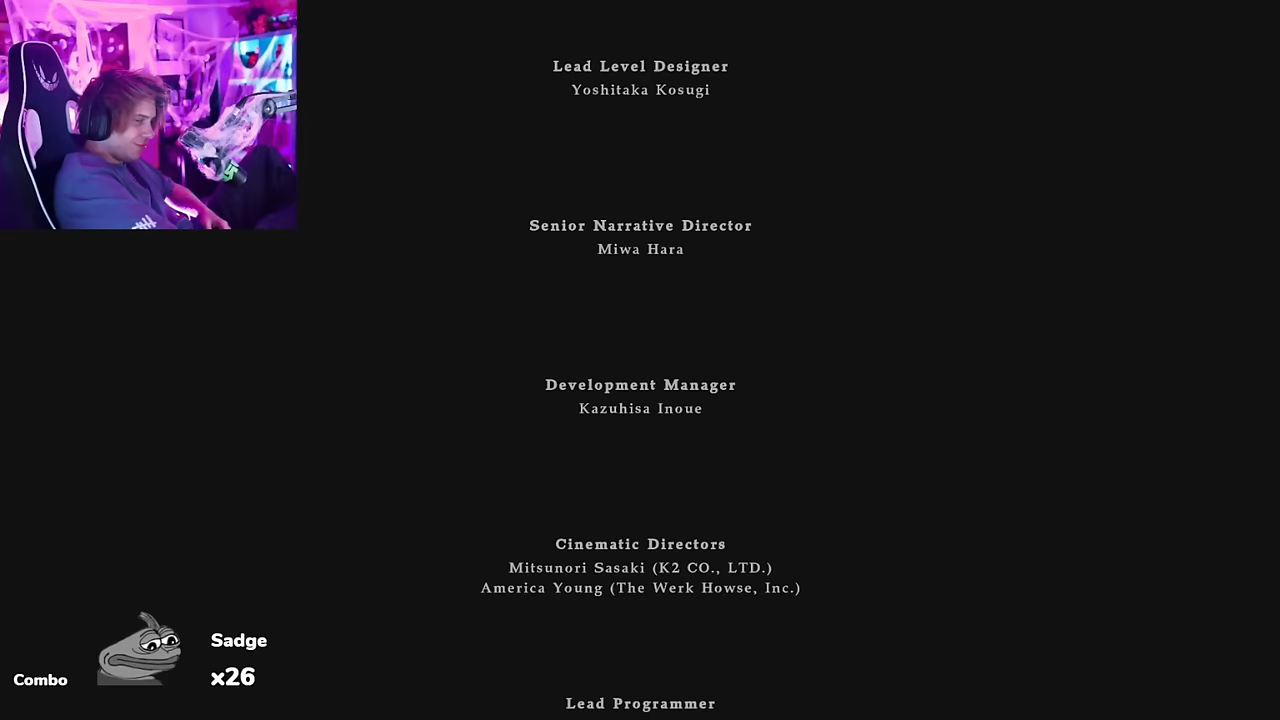 Lead Level Designer
Yoshitaka Kosugi
Senior Narrative Director
Miwa Hara
Development Manager
Kazuhisa Inoue
Cinematic Directors
Mitsunori Sasaki (K2 CO., LTD.)
America Young (The Werk Howse, Inc.)
Lead Programmer
Combo
Sadge
x26